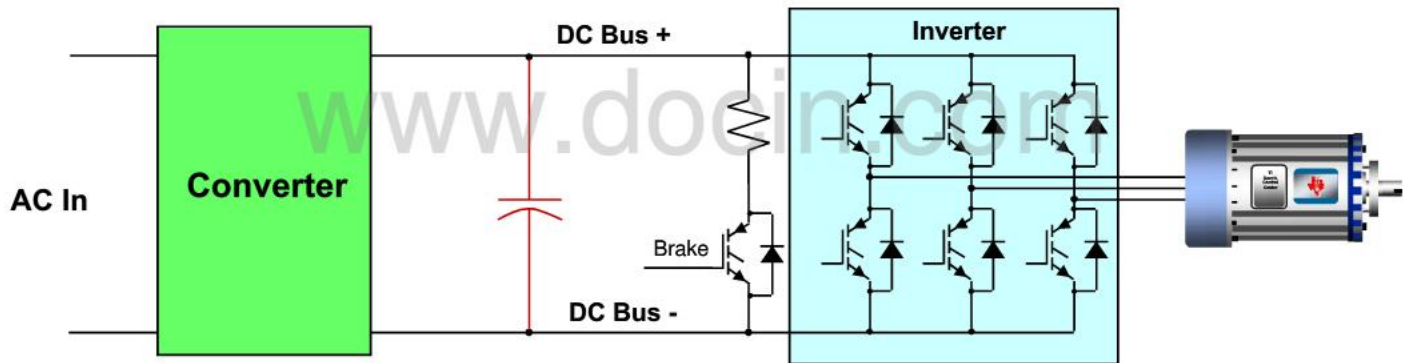 DC Bus +
Inverter
www.docin.com
Converter
AC In
Brake
DC Bus -